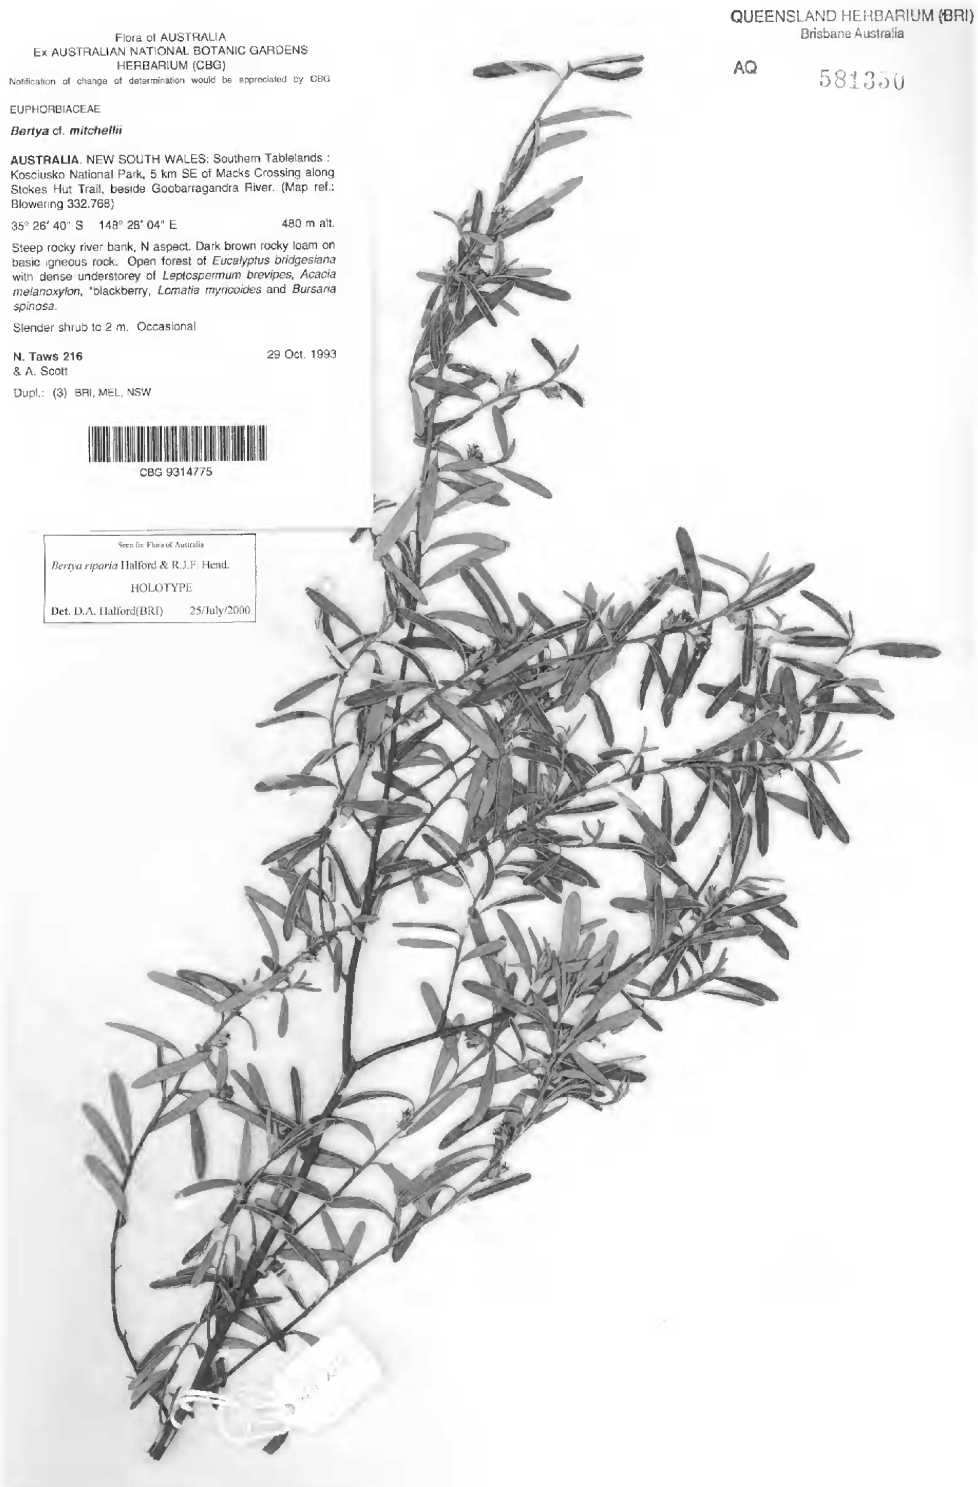 QUEENSLAND HERBARIUM (BRI)
Brisbane Australia
AQ 581350
Flora of AUSTRALIA
Ex AUSTRALIAN NATIONAL BOTANIC GARDENS
HERBARIUM (CBG)
Notification of change of determination would be appreciated by CBG
EUPHORBIACEAE
Bertya cf. mitchellii
AUSTRALIA. NEW SOUTH WALES: Southern Tablelands :
Kosciusko National Park, 5 km SE of Macks Crossing along
Stokes Hut Trail, beside Goobarragandra River. (Map ref.:
Blowering 332.768)
35° 26' 40" S 148° 28' 04" E 480 m alt.
Steep rocky river bank, N aspect. Dark brown rocky loam on
basic igneous rock. Open forest of Eucalyptus bridgesiana
with dense understorey of Leptospermum brevipes, Acacia
melanoxylon, *blackberry, Lomatia myricoides and Bursaria
spinosa.
Slender shrub to 2 m. Occasional
N. Taws 216 29 Oct. 1993
& A. Scott
Dupl.: (3) BRI, MEL, NSW
CBG 9314775
Seen for Flora of Australia
Bertya riparia Halford & R.J.F. Hend.
HOLOTYPE
Det. D.A. Halford(BRI) 25/July/2000